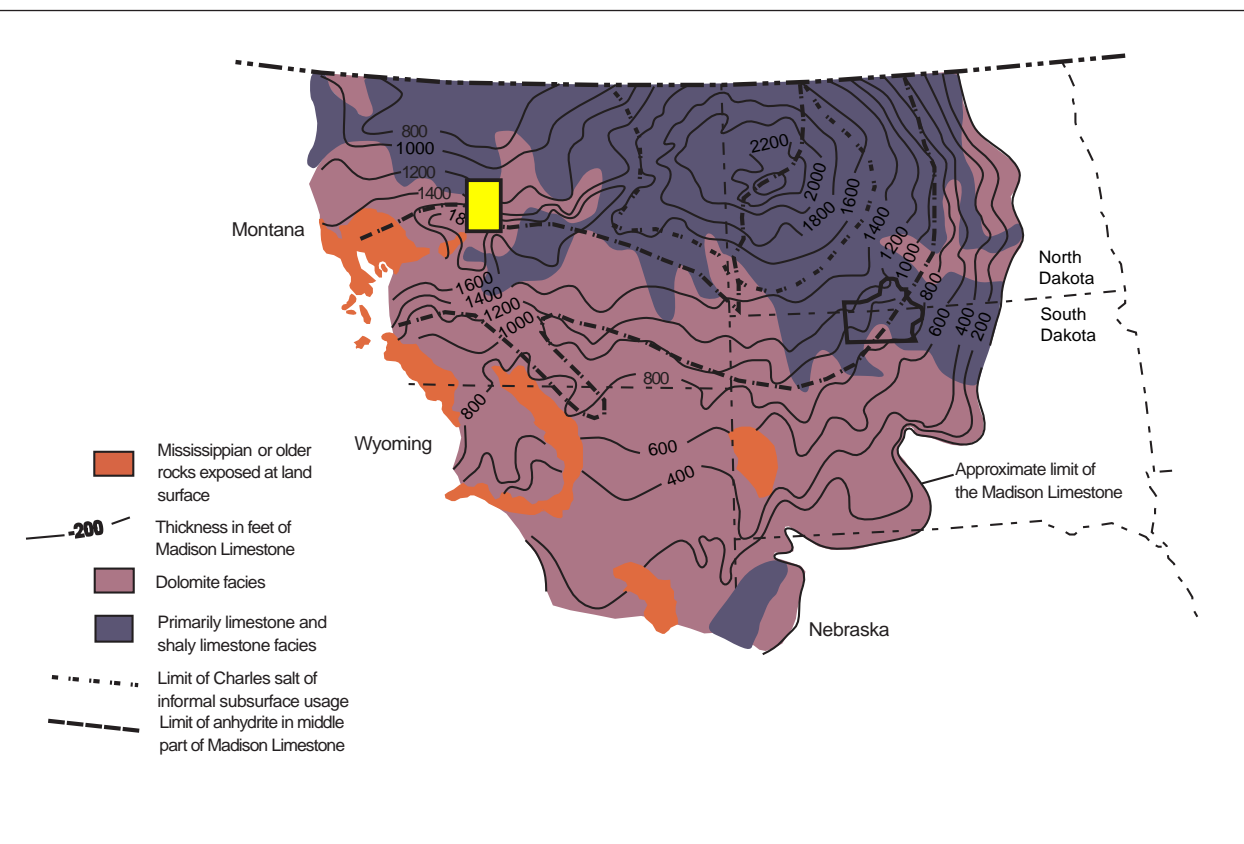 800
1000
1200
1400
18
2200
2000
1800
1600
1400
1200
1000
800
600
400
200
Montana
North
Dakota
South
Dakota
1600
1400
1200
1000
800
800
600
400
Wyoming
Approximate limit of
the Madison Limestone
Nebraska
Mississippian or older
rocks exposed at land
surface
-200
Thickness in feet of
Madison Limestone
Dolomite facies
Primarily limestone and
shaly limestone facies
Limit of Charles salt of
informal subsurface usage
Limit of anhydrite in middle
part of Madison Limestone